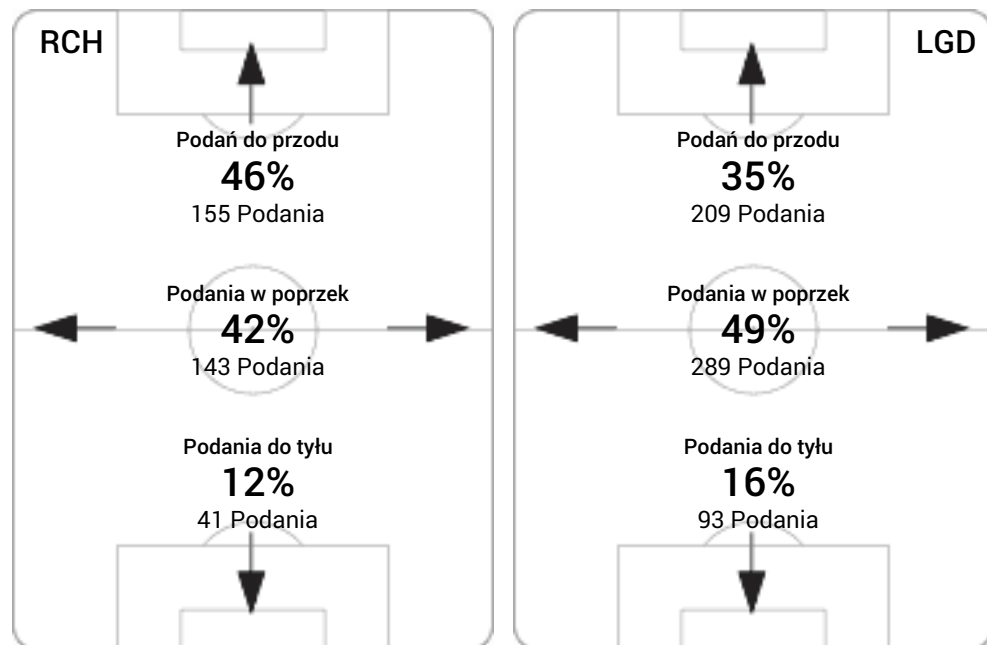 RCH
Podań do przodu
46%
155 Podania
Podania w poprzek
42%
143 Podania
Podania do tyłu
12%
41 Podania
LGD
Podań do przodu
35%
209 Podania
Podania w poprzek
49%
289 Podania
Podania do tyłu
16%
93 Podania